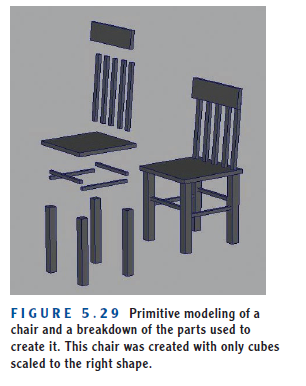 FIGURE 5.29 Primitive modeling of a
chair and a breakdown of the parts used to
create it. This chair was created with only cubes
scaled to the right shape.